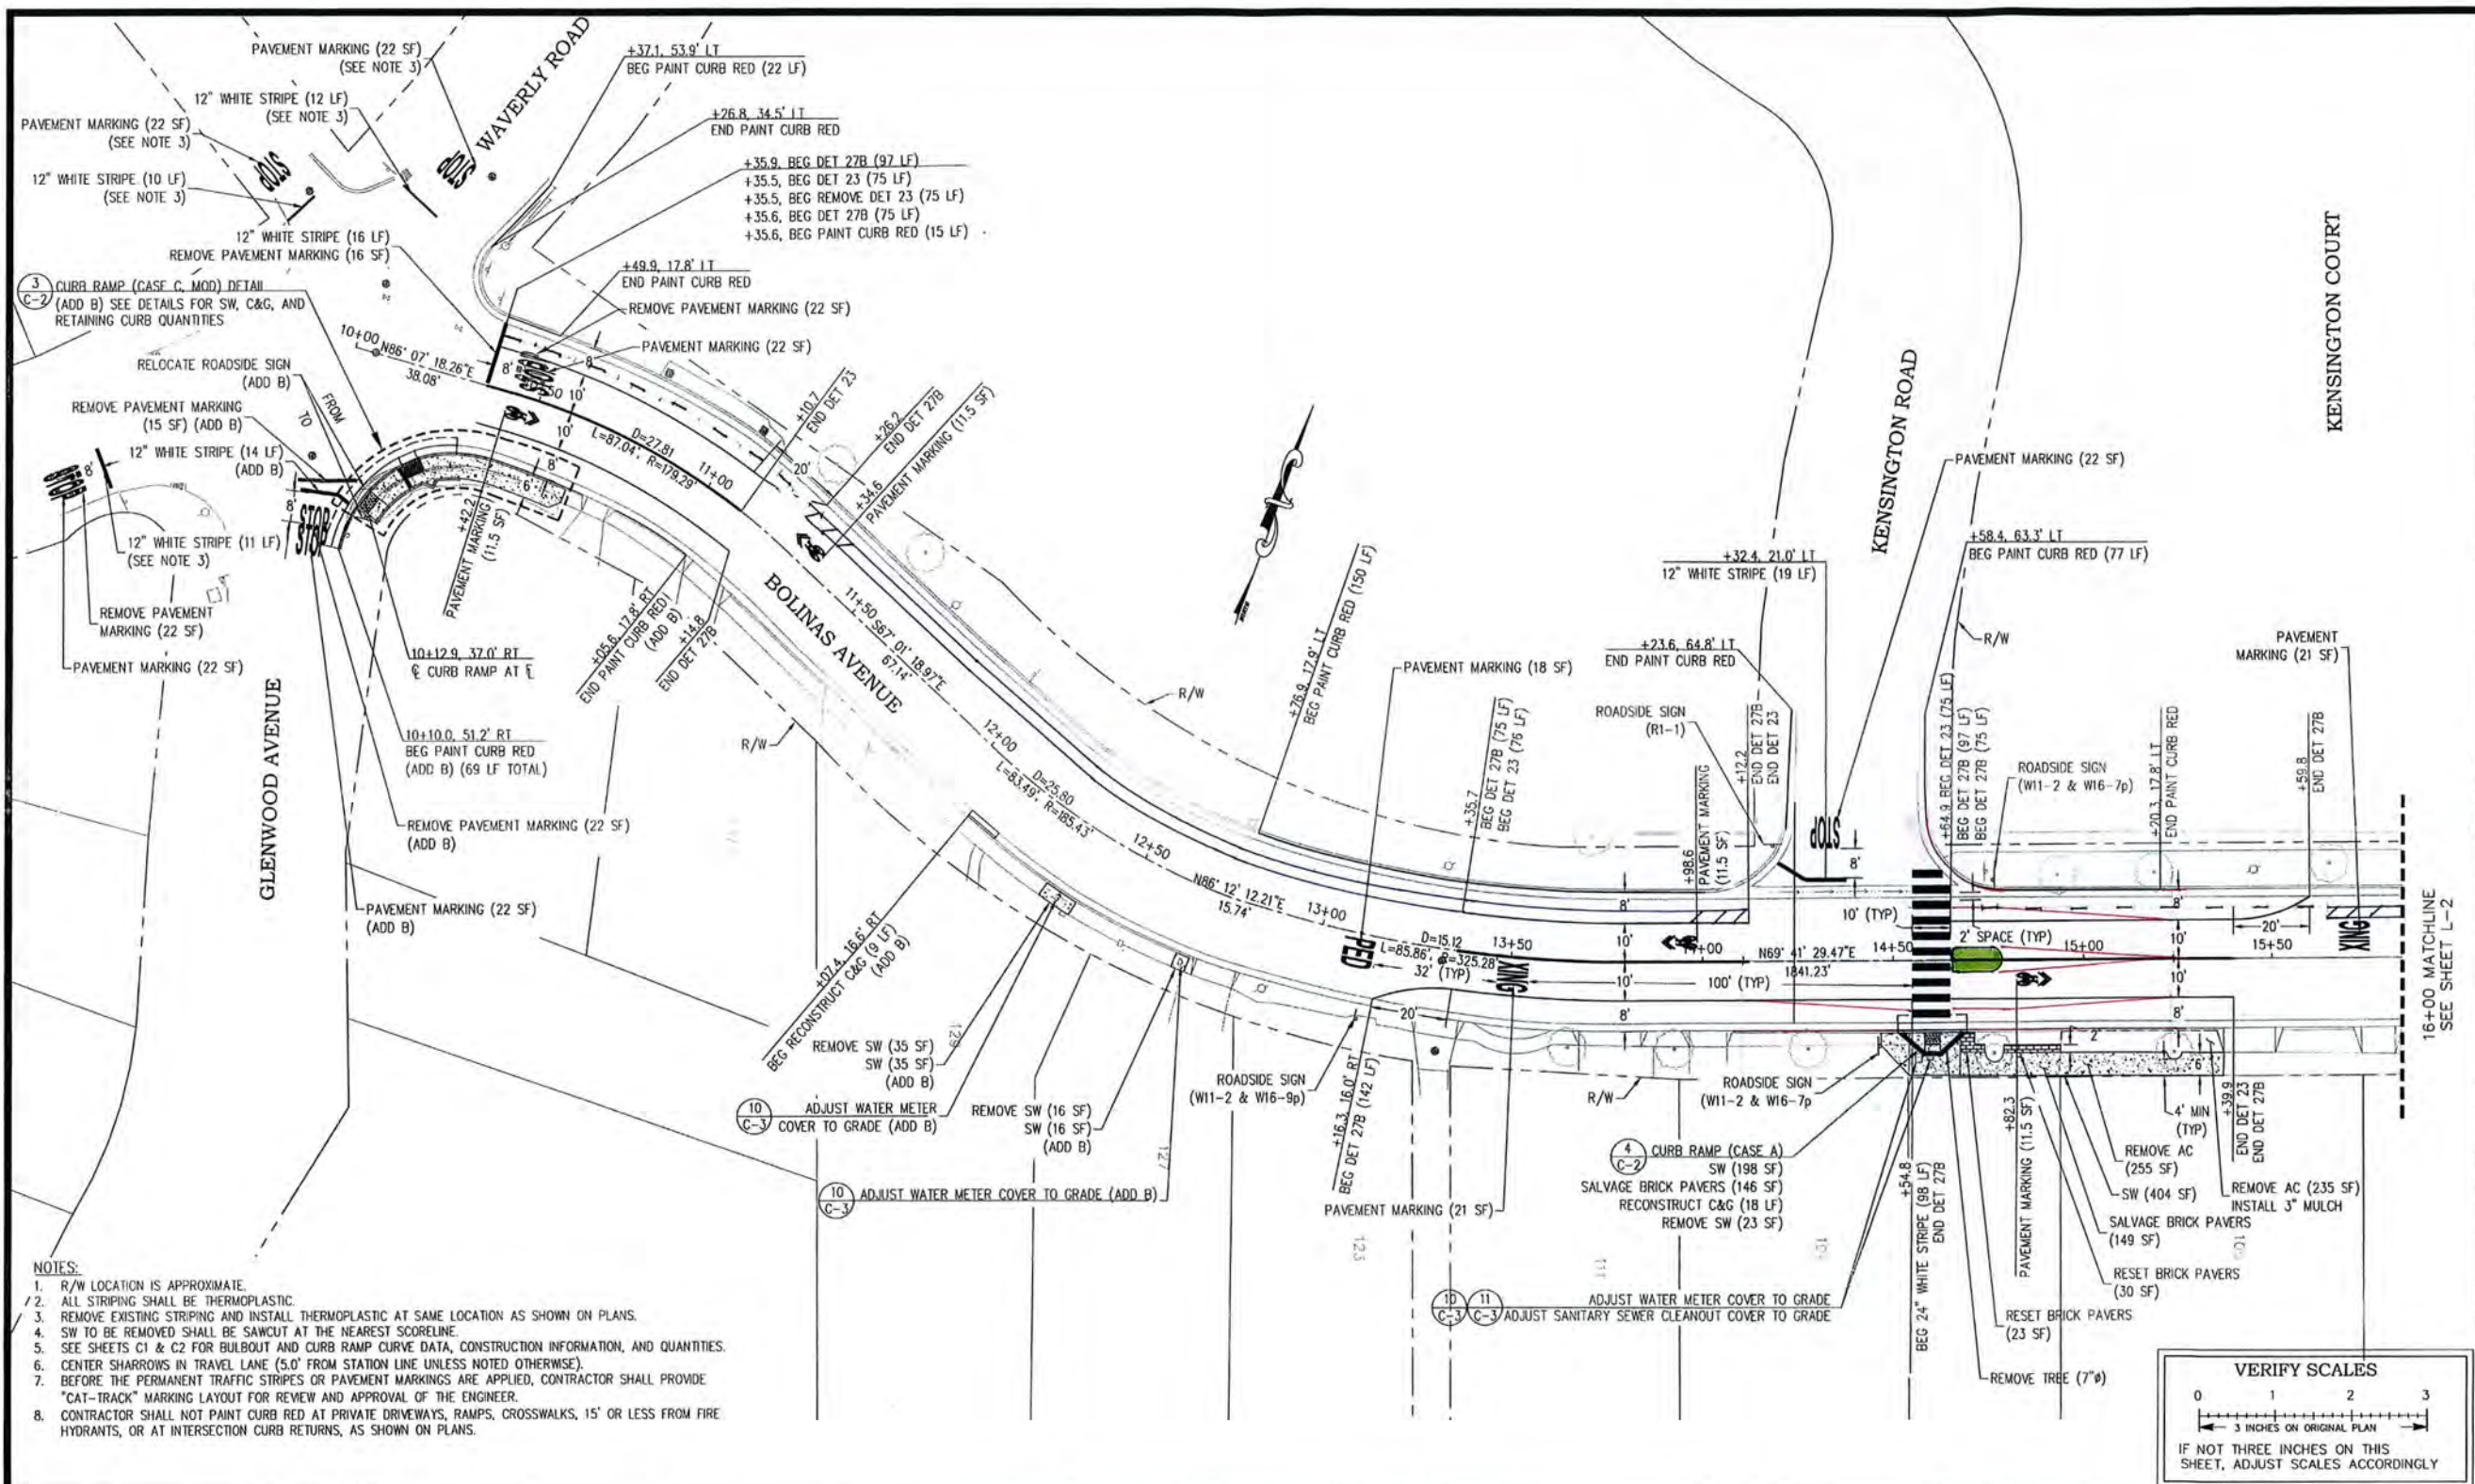 PAVEMENT MARKING (22 SF)
(SEE NOTE 3)
12" WHITE STRIPE (12 LF)
(SEE NOTE 3)
PAVEMENT MARKING (22 SF)
(SEE NOTE 3)
12" WHITE STRIPE (10 LF)
(SEE NOTE 3)
STOP
STOP
WAVERLY ROAD
+37.1, 53.9' LT
BEG PAINT CURB RED (22 LF)
+26.8, 34.5' LT
END PAINT CURB RED
+35.9, BEG DET 27B (97 LF)
+35.5, BEG DET 23 (75 LF)
+35.5, BEG REMOVE DET 23 (75 LF)
+35.6, BEG DET 27B (75 LF)
+35.6, BEG PAINT CURB RED (15 LF)
12" WHITE STRIPE (16 LF)
REMOVE PAVEMENT MARKING (16 SF)
+49.9, 17.8' LT
END PAINT CURB RED
REMOVE PAVEMENT MARKING (22 SF)
PAVEMENT MARKING (22 SF)
3
C-2
CURB RAMP (CASE C, MOD) DETAIL
(ADD B) SEE DETAILS FOR SW, C&G, AND
RETAINING CURB QUANTITIES
RELOCATE ROADSIDE SIGN
(ADD B)
FROM
TO
REMOVE PAVEMENT MARKING
(15 SF) (ADD B)
12" WHITE STRIPE (14 LF)
(ADD B)
12" WHITE STRIPE (11 LF)
(SEE NOTE 3)
REMOVE PAVEMENT
MARKING (22 SF)
PAVEMENT MARKING (22 SF)
10+00
N86° 07' 18.26"E
38.08'
8'
8'
10'
10'
8'
6'
8'
8'
STOP
D=27.81
L=87.04', R=179.29'
11+00
+10.7
END DET 23
+26.2
END DET 27B
20'
+34.6
PAVEMENT MARKING (11.5 SF)
+42.2
PAVEMENT MARKING
(11.5 SF)
+05.6, 17.8' RT
END PAINT CURB RED
(ADD B)
+14.8
END DET 27B
10+12.9, 37.0' RT
℄ CURB RAMP AT
10+10.0, 51.2' RT
BEG PAINT CURB RED
(ADD B) (69 LF TOTAL)
REMOVE PAVEMENT MARKING (22 SF)
(ADD B)
PAVEMENT MARKING (22 SF)
(ADD B)
GLENWOOD AVENUE
BOLINAS AVENUE
11+50
S67° 01' 18.97"E
67.14'
R/W
R/W
12+00
D=25.80
L=83.49', R=185.43'
12+50
N86° 12' 12.21"E
15.74'
13+00
+76.9, 17.9' LT
BEG PAINT CURB RED (150 LF)
NORTH
PAVEMENT MARKING (18 SF)
PED
D=15.12
L=85.86', R=325.28'
32' (TYP)
XING
13+50
+35.7
BEG DET 27B (75 LF)
BEG DET 23 (76 LF)
KENSINGTON ROAD
KENSINGTON COURT
PAVEMENT MARKING (22 SF)
+32.4, 21.0' LT
12" WHITE STRIPE (19 LF)
+23.6, 64.8' LT
END PAINT CURB RED
ROADSIDE SIGN
(R1-1)
+98.6
PAVEMENT MARKING
(11.5 SF)
+12.2
END DET 27B
END DET 23
STOP
8'
+58.4, 63.3' LT
BEG PAINT CURB RED (77 LF)
R/W
+64.9 BEG DET 23 (75 LF)
BEG DET 27B (97 LF)
BEG DET 27B (75 LF)
ROADSIDE SIGN
(W11-2 & W16-7p)
+20.3, 17.8' LT
END PAINT CURB RED
+59.8
END DET 27B
PAVEMENT
MARKING (21 SF)
XING
16+00 MATCHLINE
SEE SHEET L-2
8'
10'
10'
8'
N69° 41' 29.47"E
1841.23'
14+50
100' (TYP)
10' (TYP)
2' SPACE (TYP)
15+00
15+50
20'
8'
10'
10'
8'
2'
6'
+07.4, 16.6' RT
BEG RECONSTRUCT C&G (9 LF)
(ADD B)
REMOVE SW (35 SF)
SW (35 SF)
(ADD B)
129
10
C-3
ADJUST WATER METER
COVER TO GRADE (ADD B)
REMOVE SW (16 SF)
SW (16 SF)
(ADD B)
127
10
C-3
ADJUST WATER METER COVER TO GRADE (ADD B)
20'
ROADSIDE SIGN
(W11-2 & W16-9p)
+16.3, 16.0' RT
BEG DET 27B (142 LF)
PAVEMENT MARKING (21 SF)
123
111
R/W
ROADSIDE SIGN
(W11-2 & W16-7p
4
C-2
CURB RAMP (CASE A)
SW (198 SF)
SALVAGE BRICK PAVERS (146 SF)
RECONSTRUCT C&G (18 LF)
REMOVE SW (23 SF)
10
C-3
11
C-3
ADJUST WATER METER COVER TO GRADE
ADJUST SANITARY SEWER CLEANOUT COVER TO GRADE
+54.8
BEG 24" WHITE STRIPE (98 LF)
END DET 27B
+82.3
PAVEMENT MARKING (11.5 SF)
4' MIN
(TYP)
+39.9
END DET 23
END DET 27B
REMOVE AC
(255 SF)
SW (404 SF)
REMOVE AC (235 SF)
INSTALL 3" MULCH
SALVAGE BRICK PAVERS
(149 SF)
RESET BRICK PAVERS
(30 SF)
RESET BRICK PAVERS
(23 SF)
REMOVE TREE (7"ø)
NOTES:
1. R/W LOCATION IS APPROXIMATE.
2. ALL STRIPING SHALL BE THERMOPLASTIC.
3. REMOVE EXISTING STRIPING AND INSTALL THERMOPLASTIC AT SAME LOCATION AS SHOWN ON PLANS.
4. SW TO BE REMOVED SHALL BE SAWCUT AT THE NEAREST SCORELINE.
5. SEE SHEETS C1 & C2 FOR BULBOUT AND CURB RAMP CURVE DATA, CONSTRUCTION INFORMATION, AND QUANTITIES.
6. CENTER SHARROWS IN TRAVEL LANE (5.0' FROM STATION LINE UNLESS NOTED OTHERWISE).
7. BEFORE THE PERMANENT TRAFFIC STRIPES OR PAVEMENT MARKINGS ARE APPLIED, CONTRACTOR SHALL PROVIDE
"CAT-TRACK" MARKING LAYOUT FOR REVIEW AND APPROVAL OF THE ENGINEER.
8. CONTRACTOR SHALL NOT PAINT CURB RED AT PRIVATE DRIVEWAYS, RAMPS, CROSSWALKS, 15' OR LESS FROM FIRE
HYDRANTS, OR AT INTERSECTION CURB RETURNS, AS SHOWN ON PLANS.
VERIFY SCALES
0 1 2 3
3 INCHES ON ORIGINAL PLAN
IF NOT THREE INCHES ON THIS
SHEET, ADJUST SCALES ACCORDINGLY